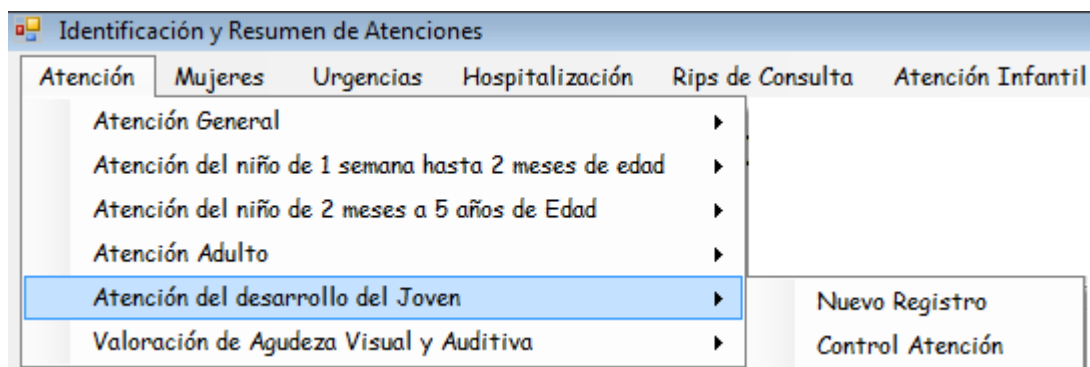 Identificación y Resumen de Atenciones
Atención Mujeres Urgencias Hospitalización Rips de Consulta Atención Infantil
Atención General
Atención del niño de 1 semana hasta 2 meses de edad
Atención del niño de 2 meses a 5 años de Edad
Atención Adulto
Atención del desarrollo del Joven
Nuevo Registro
Valoración de Agudeza Visual y Auditiva
Control Atención